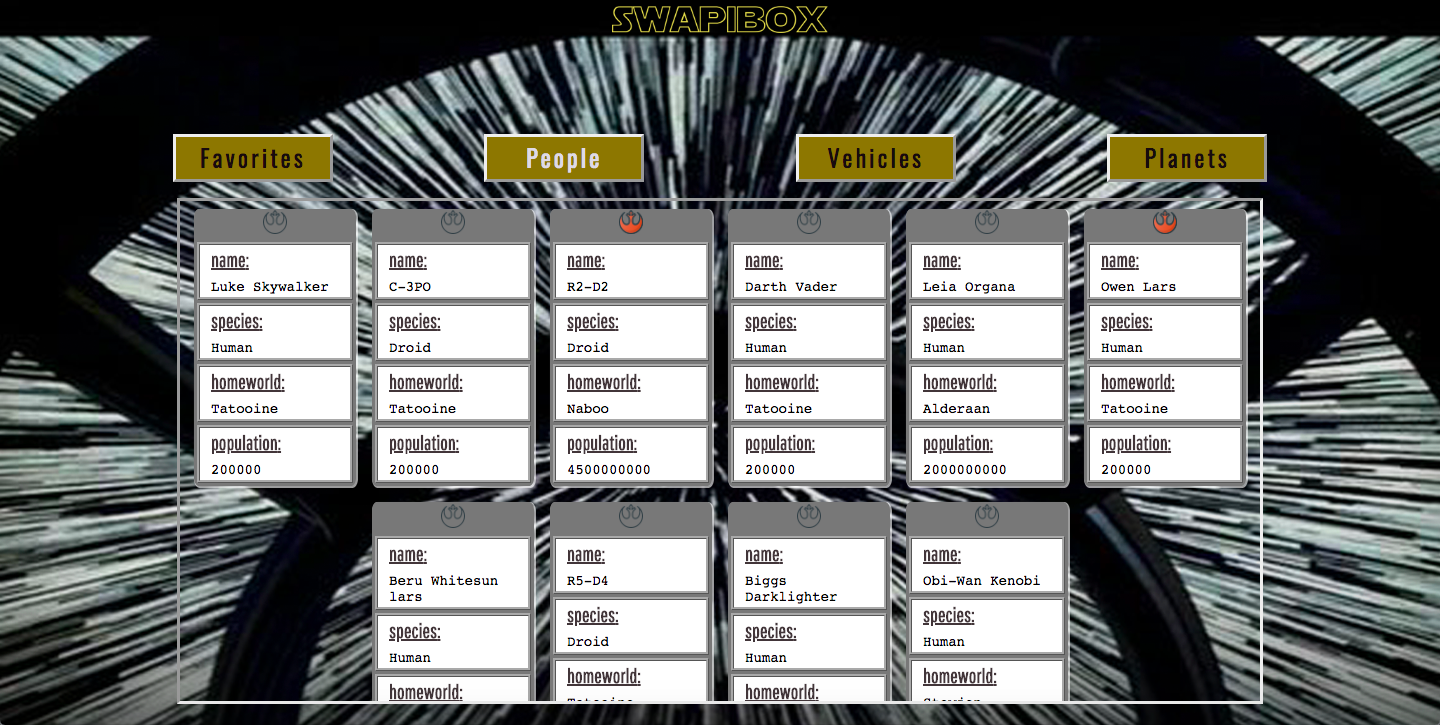 SWAPIBOX
Favorites
People
Vehicles
Planets
name:
Luke Skywalker
species:
Human
homeworld:
Tatooine
population:
200000
name:
C-3PO
species:
Droid
homeworld:
Tatooine
population:
200000
name:
R2-D2
species:
Droid
homeworld:
Naboo
population:
4500000000
name:
Darth Vader
species:
Human
homeworld:
Tatooine
population:
200000
name:
Leia Organa
species:
Human
homeworld:
Alderaan
population:
2000000000
name:
Owen Lars
species:
Human
homeworld:
Tatooine
population:
200000
name:
Beru Whitesun
lars
species:
Human
homeworld:
name:
R5-D4
species:
Droid
homeworld:
name:
Biggs
Darklighter
species:
Human
homeworld:
name:
Obi-Wan Kenobi
species:
Human
homeworld: